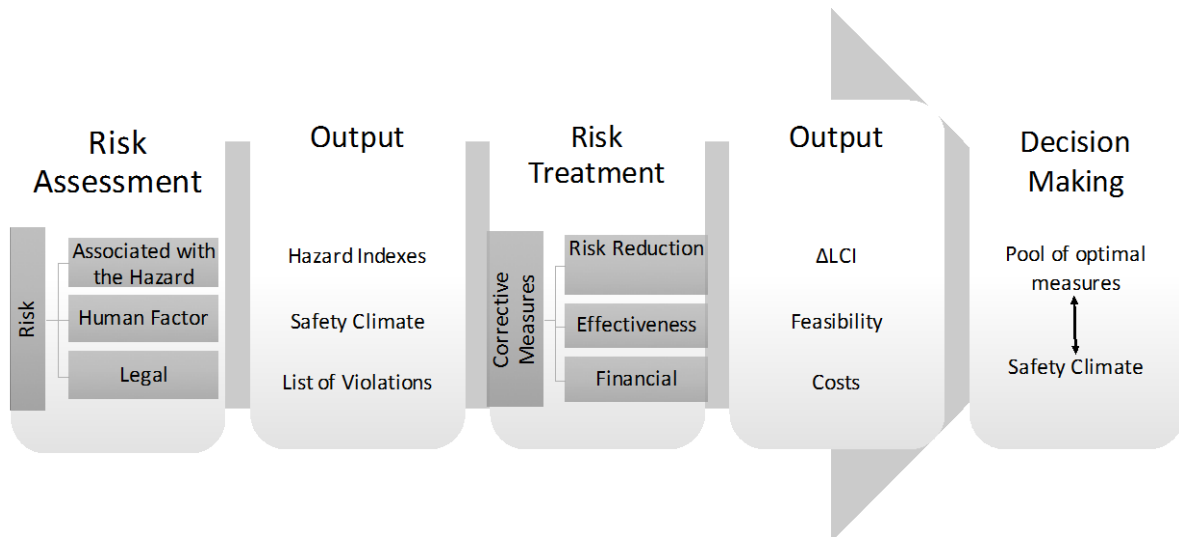 Risk
Assessment
Risk
Associated with
the Hazard
Human Factor
Legal
Output
Hazard Indexes
Safety Climate
List of Violations
Risk
Treatment
Corrective
Measures
Risk Reduction
Effectiveness
Financial
Output
ΔLCI
Feasibility
Costs
Decision
Making
Pool of optimal
measures
Safety Climate